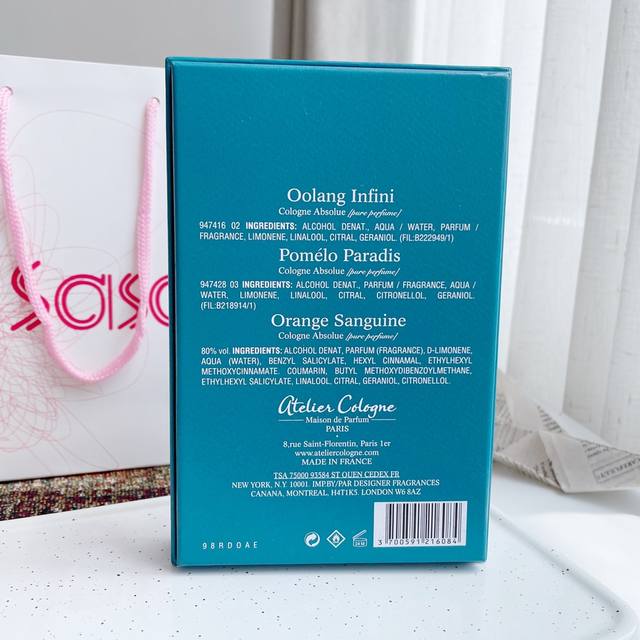 sasa
Oolang Infini
Cologne Absolue /pure perfume/
947416 02 INGREDIENTS: ALCOHOL DENAT., AQUA / WATER, PARFUM /
FRAGRANCE, LIMONENE, LINALOOL, CITRAL, GERANIOL. (FIL:B222949/1)
Pomélo Paradis
Cologne Absolue /pure perfume/
947428 03 INGREDIENTS: ALCOHOL DENAT., PARFUM / FRAGRANCE, AQUA /
WATER, LIMONENE, LINALOOL, CITRAL, CITRONELLOL, GERANIOL.
(FIL:B218914/1)
Orange Sanguine
Cologne Absolue /pure perfume/
80% vol. INGREDIENTS: ALCOHOL DENAT, PARFUM (FRAGRANCE), D-LIMONENE,
AQUA (WATER), BENZYL SALICYLATE, HEXYL CINNAMAL, ETHYLHEXYL
METHOXYCINNAMATE. COUMARIN, BUTYL METHOXYDIBENZOYLMETHANE,
ETHYLHEXYL SALICYLATE, LINALOOL. CITRAL, GERANIOL, CITRONELLOL.
Atelier Cologne
Maison de Parfum
PARIS
8,rue Saint-Florentin, Paris 1er
www.ateliercologne.com
MADE IN FRANCE
TSA 75000 93584 ST OUEN CEDEX.FR
NEW YORK, N.Y 10001. IMP.BY/PAR DESIGNER FRAGRANCES
CANANA, MONTREAL, H4T1K5. LONDON W6 8AZ
98RDOAE
3 700591 216084